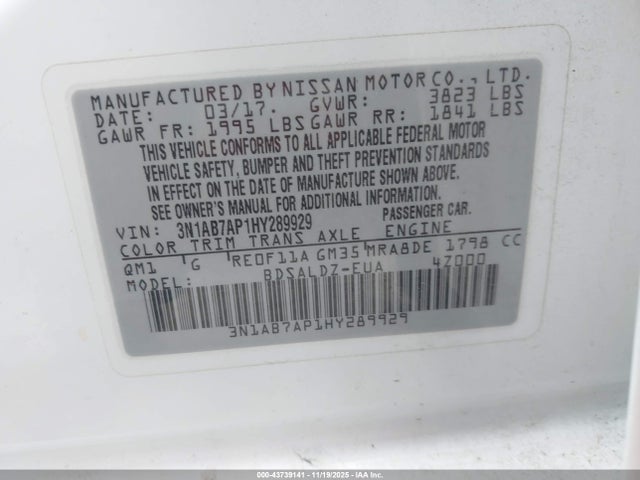 MANUFACTURED BY NISSAN MOTOR CO., LTD.
DATE: 03/17. GVWR: 3823 LBS
GAWR FR: 1995 LBS GAWR RR: 1841 LBS
THIS VEHICLE CONFORMS TO ALL APPLICABLE FEDERAL MOTOR
VEHICLE SAFETY, BUMPER AND THEFT PREVENTION STANDARDS
IN EFFECT ON THE DATE OF MANUFACTURE SHOWN ABOVE.
SEE OWNER'S MANUAL FOR ADDITIONAL INFORMATION.
VIN: 3N1AB7AP1HY289929 PASSENGER CAR.
COLOR TRIM TRANS AXLE ENGINE
QM1 G RE0F11A GM35 MRA8DE 1798 CC
MODEL: BDSALDZ-EUA 4Z000
3N1AB7AP1HY289929
000-43739141 - 11/19/2025 - IAAI.COM